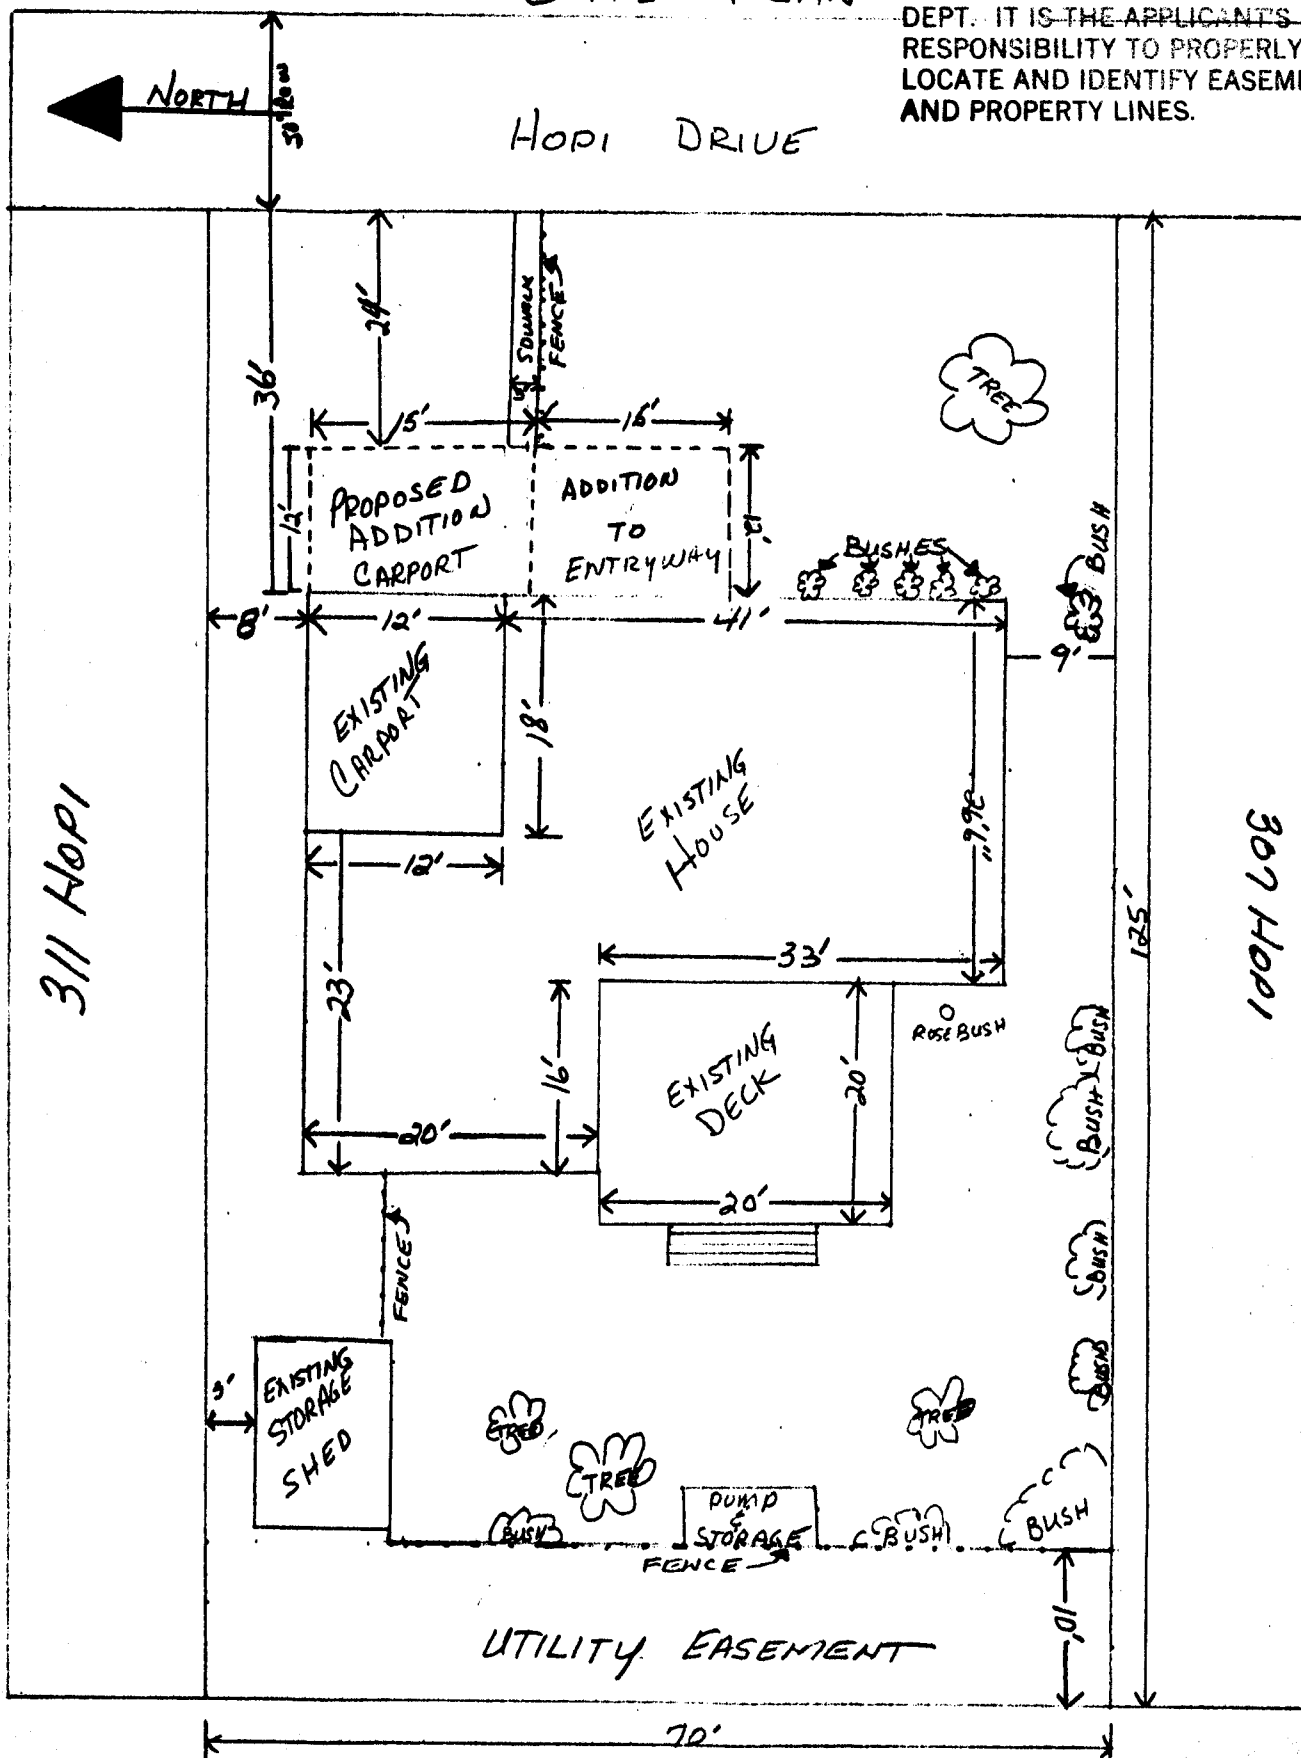 DEPT. IT IS THE APPLICANT'S
RESPONSIBILITY TO PROPERLY
LOCATE AND IDENTIFY
AND PROPERTY LINES.
NORTH
HOPI DRIVE
24'
36'
SDWALK
FENCE
5'
TREE
15'
16'
12'
PROPOSED
ADDITION
CARPORT
ADDITION
TO
ENTRYWAY
12'
BUSHES
BUSH
8'
12'
41'
9'
EXISTING
CARPORT
18'
EXISTING
HOUSE
26'6"
311 HOPI
307 HOPI
12'
125'
33'
23'
16'
EXISTING
DECK
20'
ROSE BUSH
BUSH
BUSH
20'
20'
FENCE
BUSH
3'
EXISTING
STORAGE
SHED
BUSH
TREE
TREE
TREE
PUMP
&
STORAGE
BUSH
BUSH
BUSH
FENCE
10'
UTILITY EASEMENT
70'